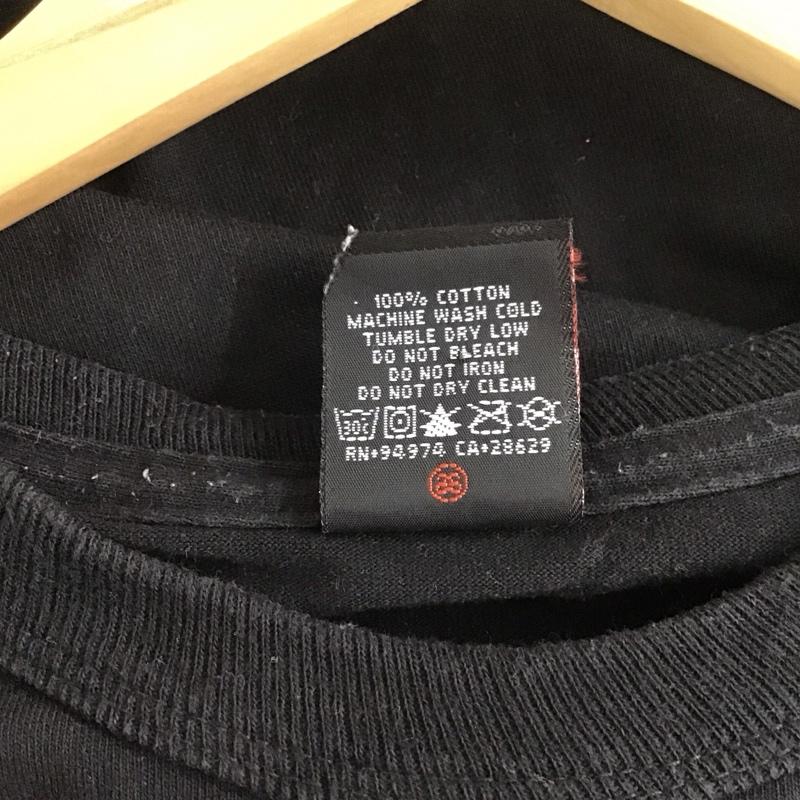 100% COTTON
MACHINE WASH COLD
TUMBLE DRY LOW
DO NOT BLEACH
DO NOT IRON
DO NOT DRY CLEAN
30C
RN♦94974 CA♦28629